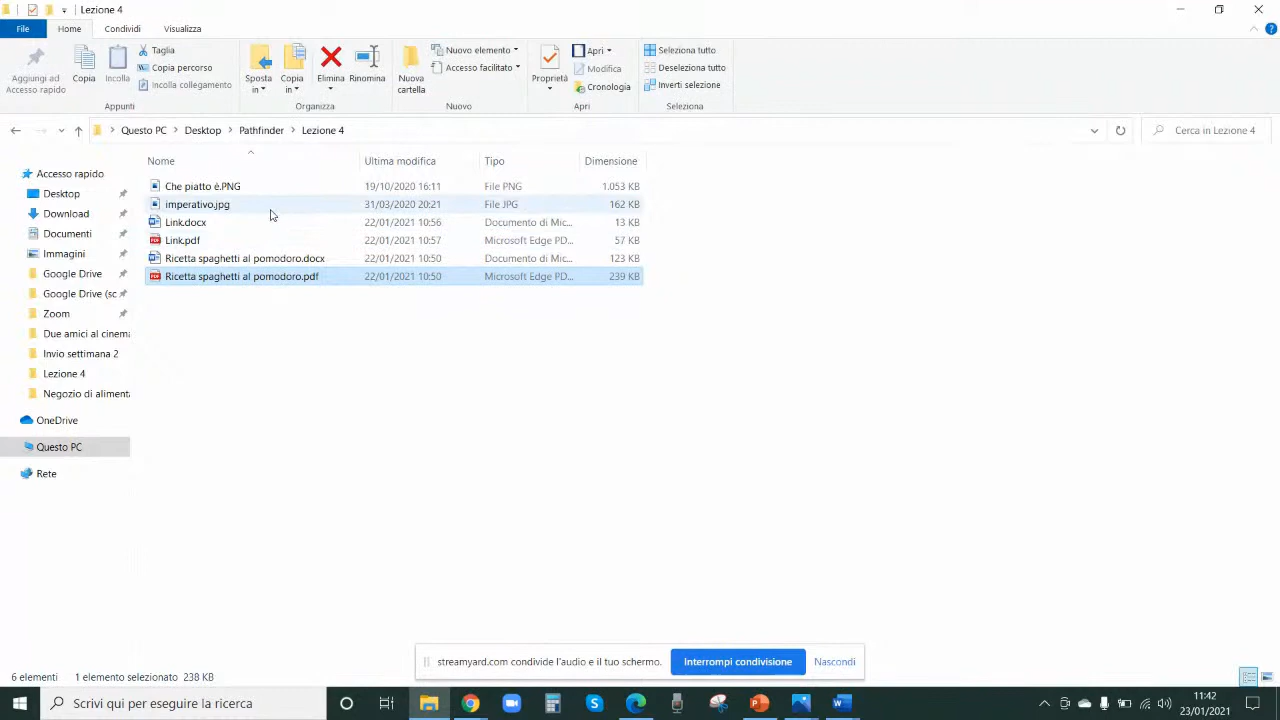 Lezione 4
File Home Condividi Visualizza
Aggiungi ad Accesso rapido
Copia
Incolla
Taglia
Copia percorso
Incolla collegamento
Appunti
Sposta in
Copia in
Elimina
Rinomina
Organizza
Nuova cartella
Nuovo elemento
Accesso facilitato
Nuovo
Proprietà
Apri
Modifica
Cronologia
Apri
Seleziona tutto
Deseleziona tutto
Inverti selezione
Seleziona
Questo PC > Desktop > Pathfinder > Lezione 4
Cerca in Lezione 4
Nome Ultima modifica Tipo Dimensione
Che piatto è.PNG 19/10/2020 16:11 File PNG 1.053 KB
imperativo.jpg 31/03/2020 20:21 File JPG 162 KB
Link.docx 22/01/2021 10:56 Documento di Mic... 13 KB
Link.pdf 22/01/2021 10:57 Microsoft Edge PD... 57 KB
Ricetta spaghetti al pomodoro.docx 22/01/2021 10:50 Documento di Mic... 123 KB
Ricetta spaghetti al pomodoro.pdf 22/01/2021 10:50 Microsoft Edge PD... 239 KB
Accesso rapido
Desktop
Download
Documenti
Immagini
Google Drive
Google Drive (sc
Zoom
Due amici al cinema
Invio settimana 2
Lezione 4
Negozio di alimenta
OneDrive
Questo PC
Rete
streamyard.com condivide l'audio e il tuo schermo. Interrompi condivisione Nascondi
6 elementi 1 elemento selezionato 238 KB
Scrivi qui per eseguire la ricerca
11:42
23/01/2021